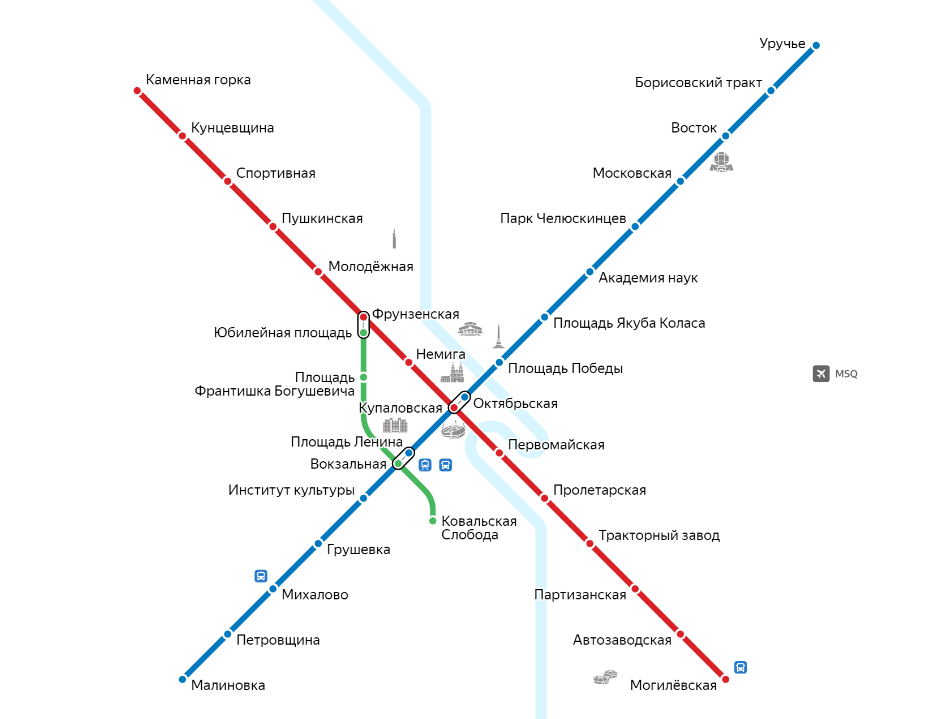 Уручье
Каменная горка
Борисовский тракт
Кунцевщина
Восток
Спортивная
Московская
Пушкинская
Парк Челюскинцев
Молодёжная
Академия наук
Фрунзенская
Площадь Якуба Коласа
Юбилейная площадь
Немига
Площадь Победы
MSQ
Площадь
Франтишка Богушевича
Купаловская
Октябрьская
Площадь Ленина
Первомайская
Вокзальная
Институт культуры
Пролетарская
Ковальская
Слобода
Тракторный завод
Грушевка
Михалово
Партизанская
Петровщина
Автозаводская
Малиновка
Могилёвская